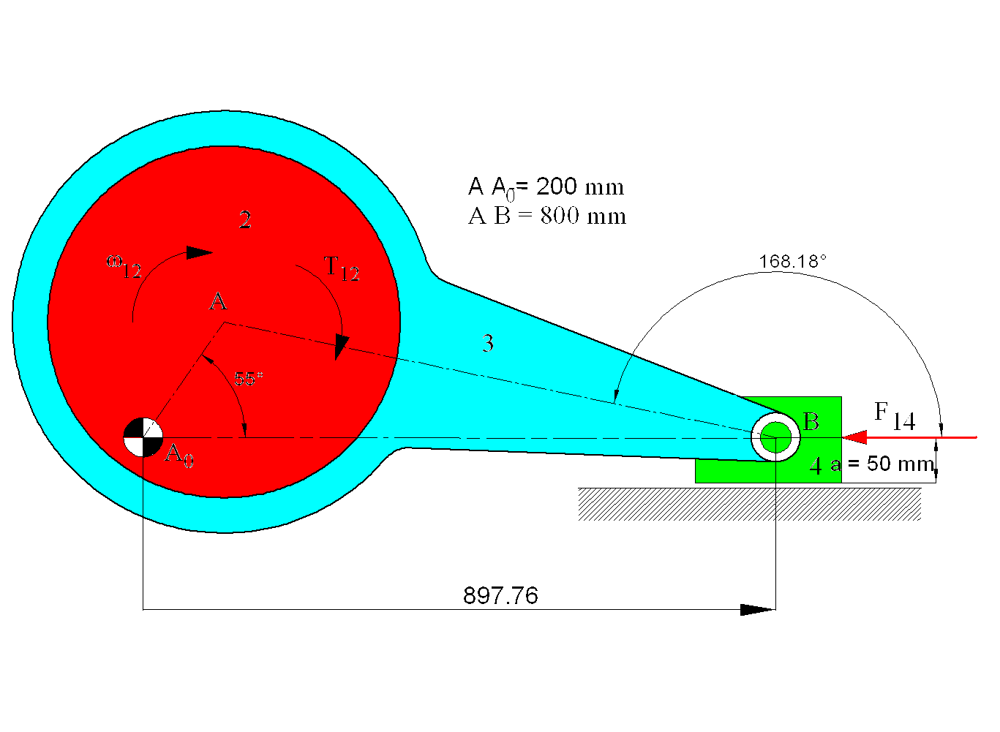 A A₀= 200 mm
A B = 800 mm
2
ω₁₂
T₁₂
A
168.18°
3
55°
B
F₁₄
A₀
4
a = 50 mm
897.76